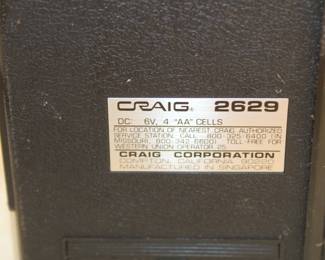 CRAIG® 2629
DC: 6V, 4 "AA" CELLS
FOR LOCATION OF NEAREST CRAIG AUTHORIZED
SERVICE STATION, CALL: 800-325-6400 (IN
MISSOURI, 800-342-6600) TOLL-FREE FOR
WESTERN UNION OPERATOR 25.
CRAIG CORPORATION
COMPTON, CALIFORNIA 90220
MANUFACTURED IN SINGAPORE